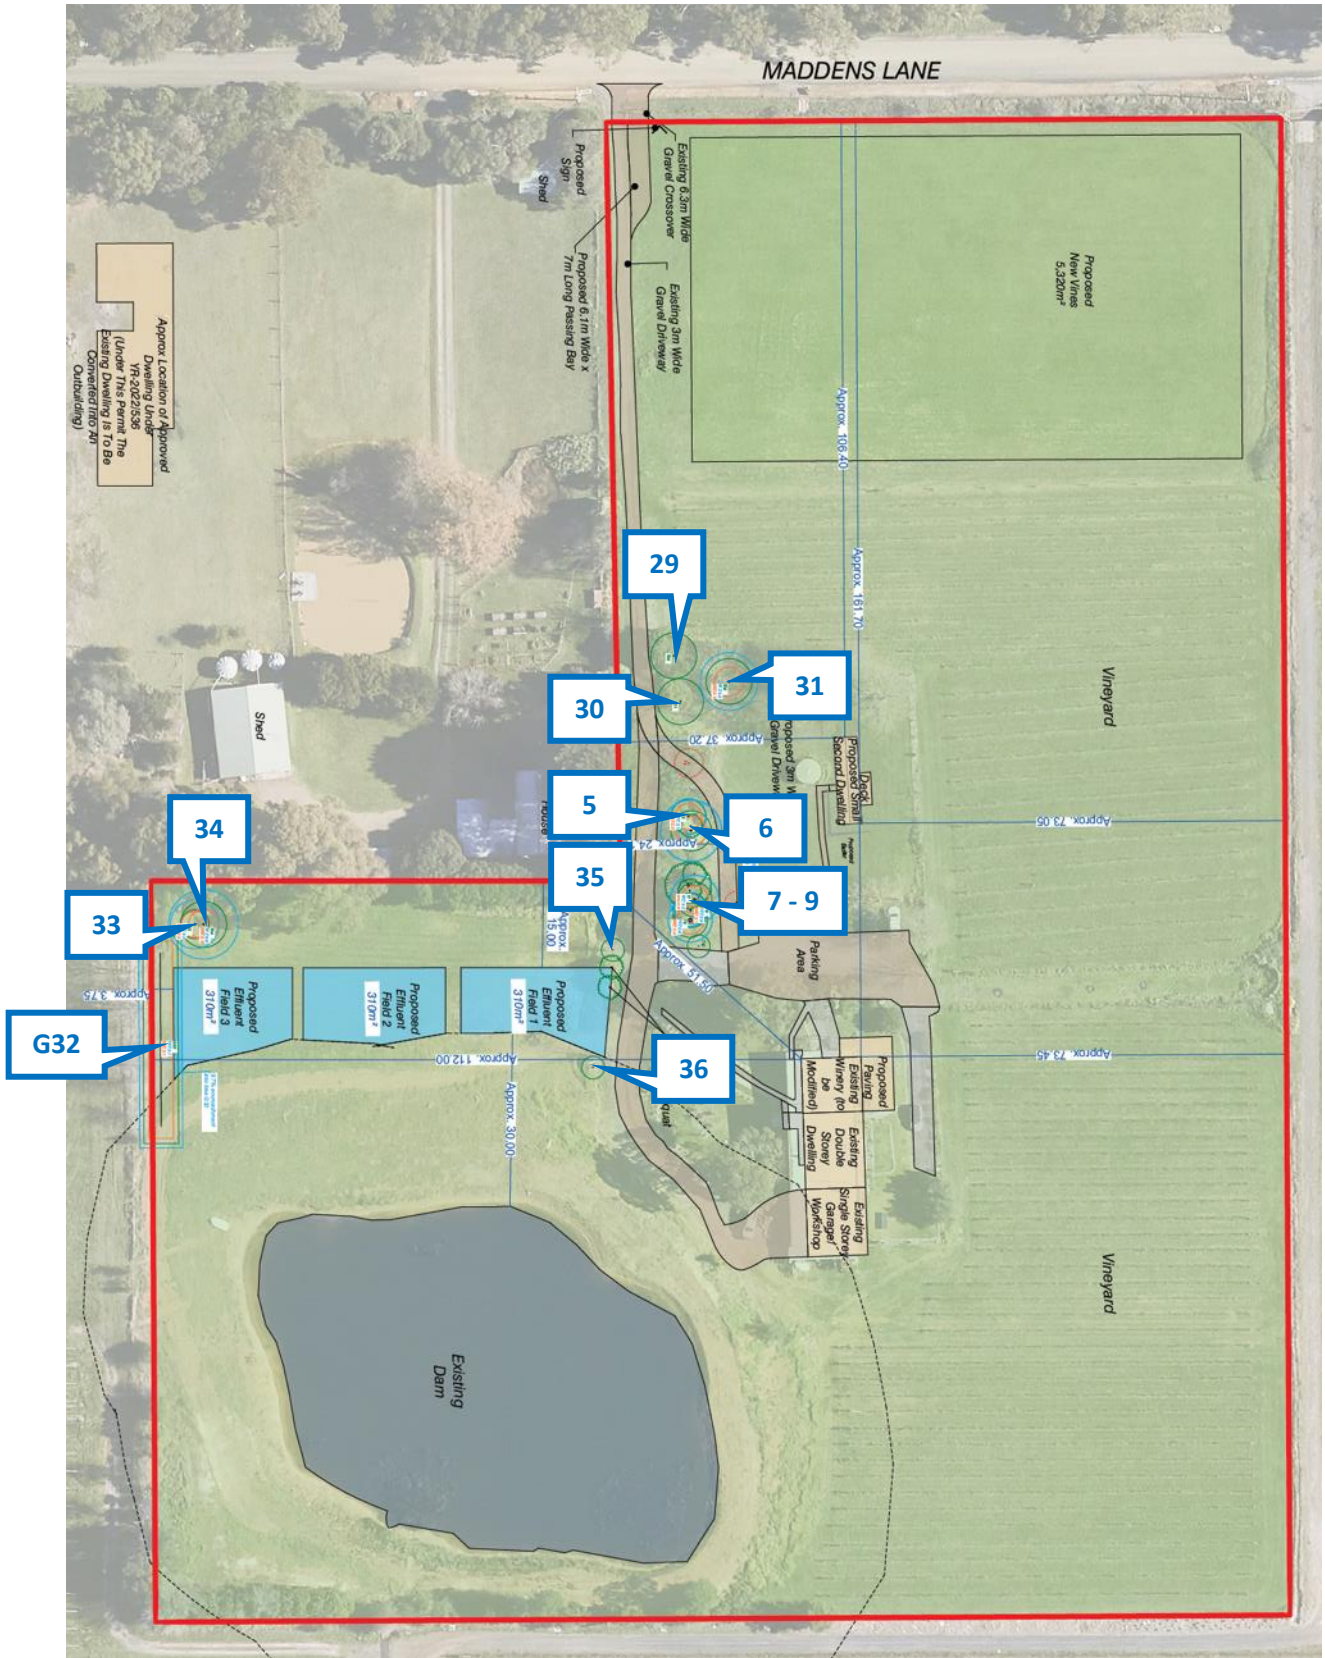 MADDENS LANE
Existing 6.3m Wide
Gravel Crossover
Proposed
Sign
Shed
Proposed 6.1m Wide x
7m Long Passing Bay
Existing 3m Wide
Gravel Driveway
Proposed
New Vines
5,320m²
Approx Location of Approved
Dwelling Under
YR-2022/536
(Under This Permit The
Existing Dwelling Is To Be
Converted Into An
Outbuilding)
Approx. 106.40
Approx. 161.70
29
31
30
Vineyard
Shed
Approx. 37.20
Gravel
Deck
Proposed Small
Second Dwelling
5
6
Approx. 73.05
House
34
35
7 - 9
33
Approx.
15.00
Approx. 51.50
Parking
Area
Proposed
Effluent
Field 3
310m²
Proposed
Effluent
Field 2
310m²
Proposed
Effluent
Field 1
310m²
Approx. 3.75
G32
Approx. 112.00
36
Approx. 73.45
Approx. 30.00
Proposed
Paving
Existing
Winery (to
be
Modified)
Existing
Double
Storey
Dwelling
Existing
Single Storey
Garage/
Workshop
Vineyard
Existing
Dam